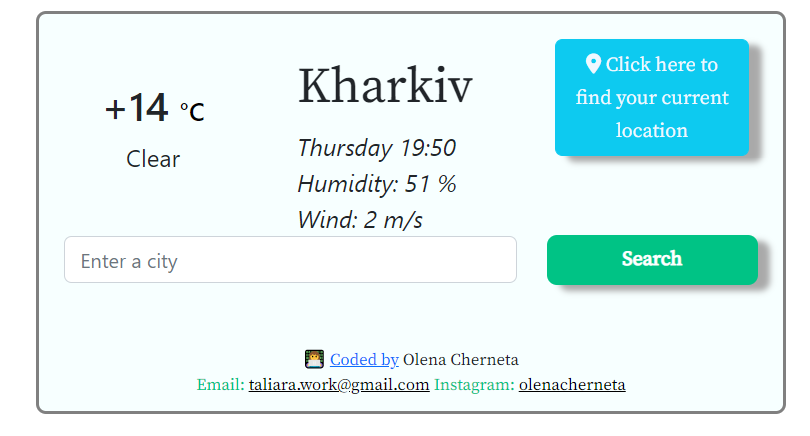 +14 °C
Clear
Kharkiv
Thursday 19:50
Humidity: 51 %
Wind: 2 m/s
Click here to
find your current
location
Enter a city
Search
Coded by Olena Cherneta
Email: taliara.work@gmail.com Instagram: olenacherneta